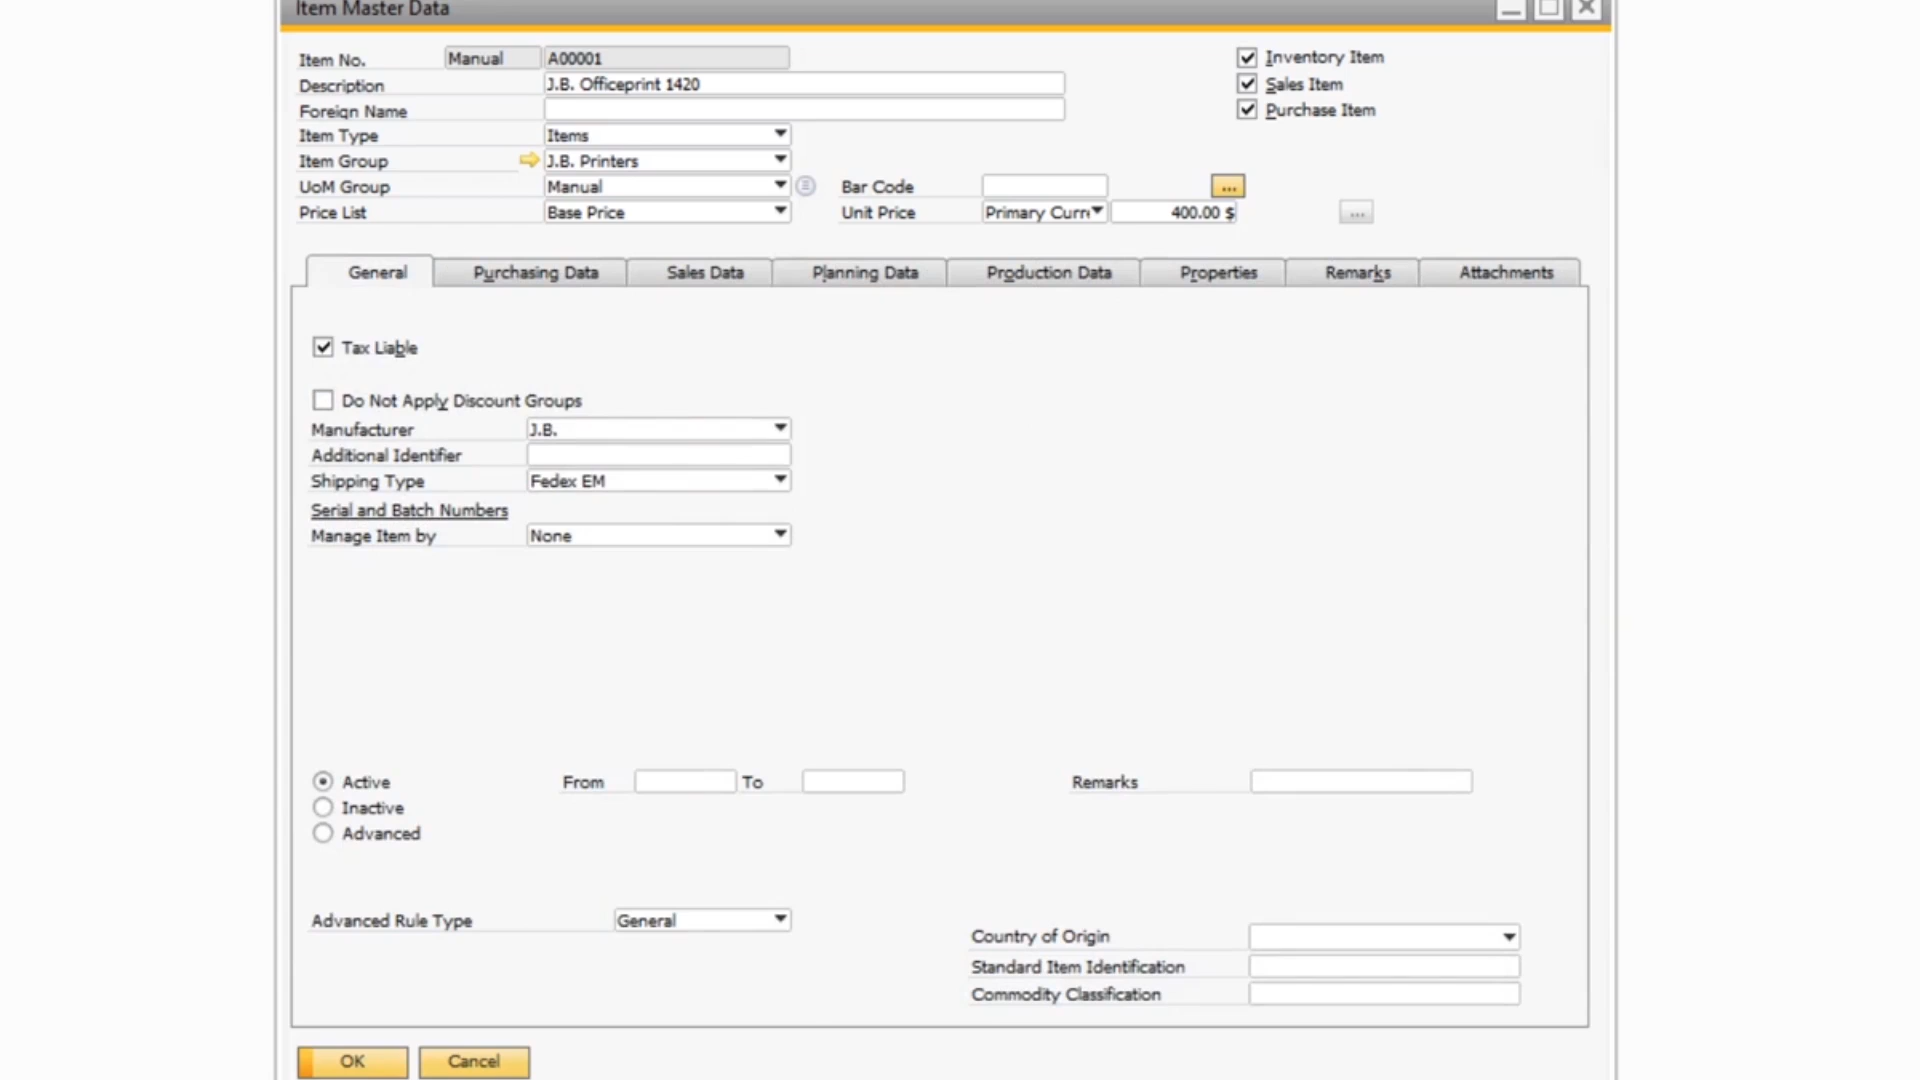 Item Master Data
Item No. Manual A00001
Inventory Item
Description J.B. Officeprint 1420
Sales Item
Foreign Name
Purchase Item
Item Type Items
Item Group J.B. Printers
UoM Group Manual Bar Code ...
Price List Base Price Unit Price Primary Curr 400.00 $ ...
General Purchasing Data Sales Data Planning Data Production Data Properties Remarks Attachments
Tax Liable
Do Not Apply Discount Groups
Manufacturer J.B.
Additional Identifier
Shipping Type Fedex EM
Serial and Batch Numbers
Manage Item by None
Active From To Remarks
Inactive
Advanced
Advanced Rule Type General
Country of Origin
Standard Item Identification
Commodity Classification
OK Cancel